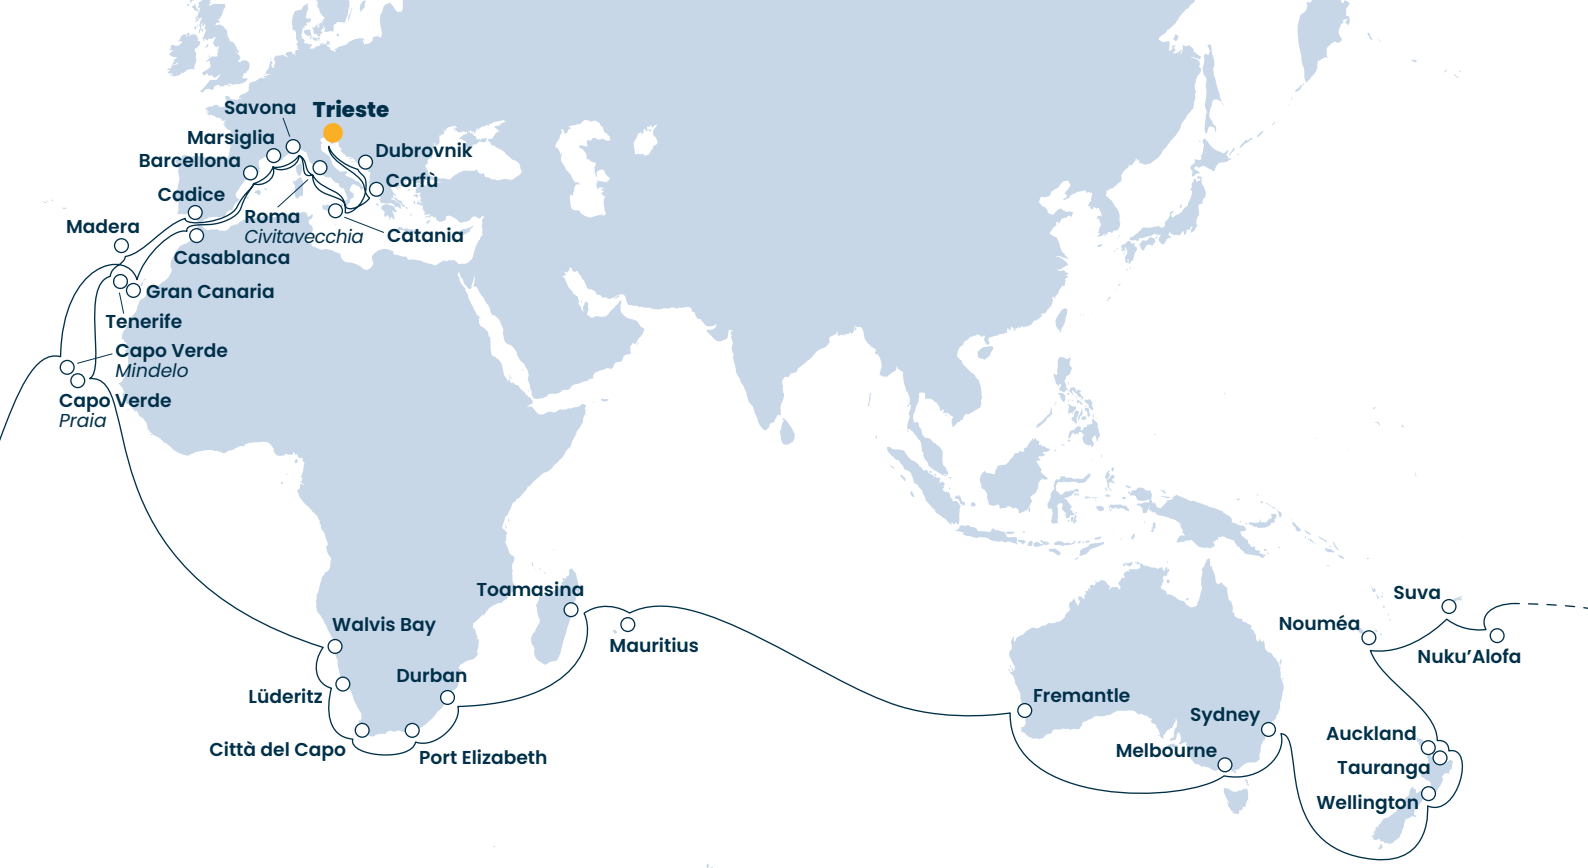 Savona
Trieste
Marsiglia
Dubrovnik
Barcellona
Corfù
Cadice
Roma
Civitavecchia
Madera
Catania
Casablanca
Gran Canaria
Tenerife
Capo Verde
Mindelo
Capo Verde
Praia
Toamasina
Suva
Walvis Bay
Nouméa
Mauritius
Nuku’Alofa
Durban
Lüderitz
Fremantle
Sydney
Auckland
Città del Capo
Melbourne
Port Elizabeth
Tauranga
Wellington